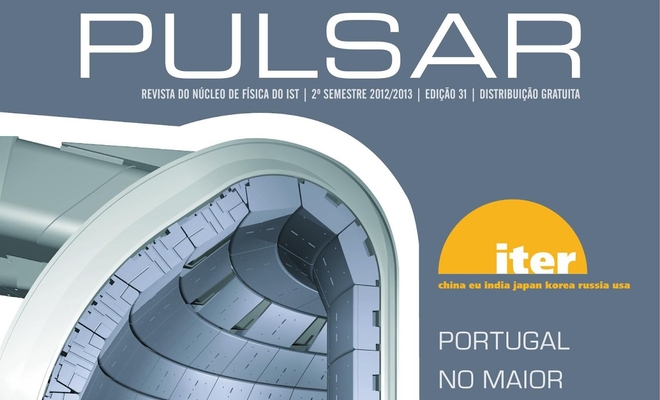 PULSAR
REVISTA DO NÚCLEO DE FÍSICA DO IST | 2º SEMESTRE 2012/2013 | EDIÇÃO 31 | DISTRIBUIÇÃO GRATUITA
iter
china eu india japan korea russia usa
PORTUGAL
NO MAIOR